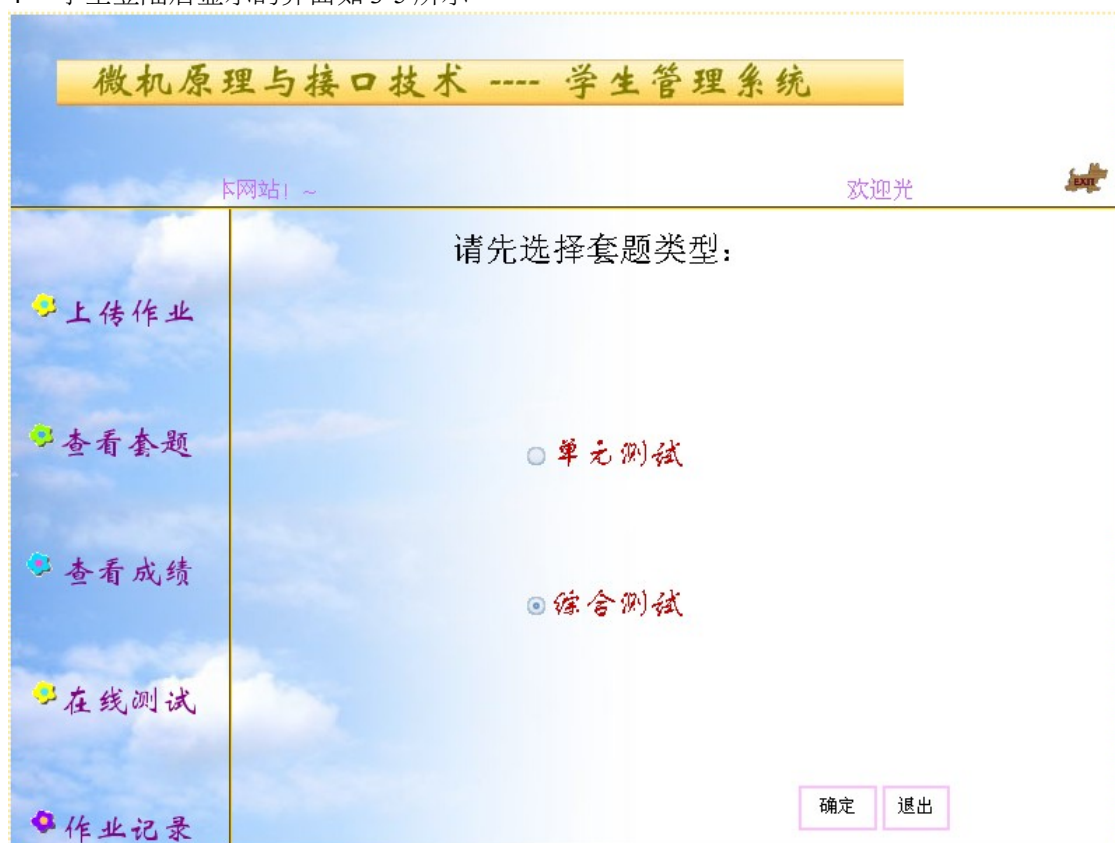 微机原理与接口技术 ---- 学生管理系统
本网站! ~ 欢迎光
EXIT
请先选择套题类型:
上传作业
查看套题
单元测试
查看成绩
综合测试
在线测试
确定 退出
作业记录